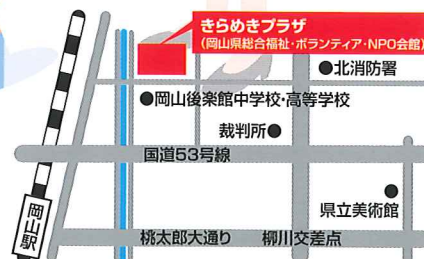 きらめきプラザ
(岡山県総合福祉・ボランティア・NPO会館)
●北消防署
●岡山後楽館中学校・高等学校
裁判所●
国道53号線
県立美術館
岡山駅
桃太郎大通り 柳川交差点